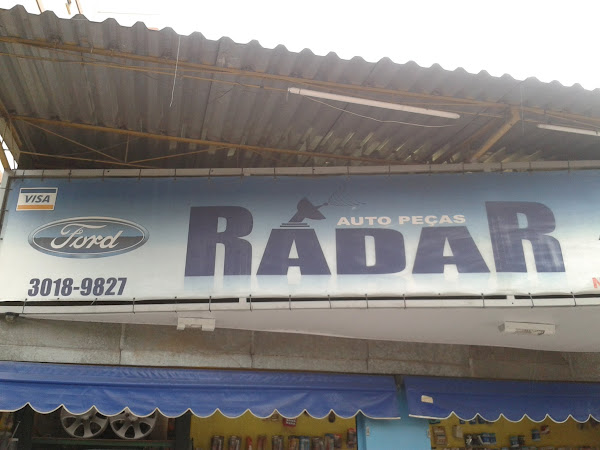 VISA
Ford
3018-9827
AUTO PEÇAS
RADAR